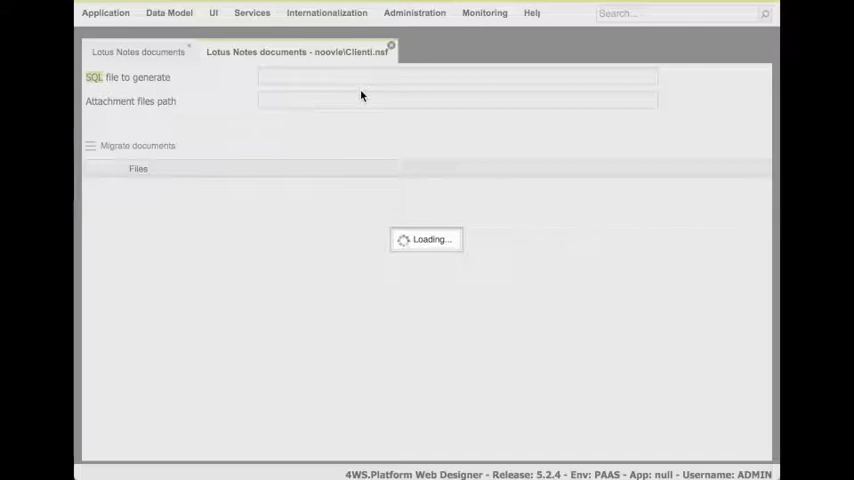 Application Data Model UI Services Internationalization Administration Monitoring Help Search...
Lotus Notes documents Lotus Notes documents - noovle\Clienti.nsf
SQL file to generate
Attachment files path
Migrate documents
Files
Loading...
4WS.Platform Web Designer - Release: 5.2.4 - Env: PAAS - App: null - Username: ADMIN